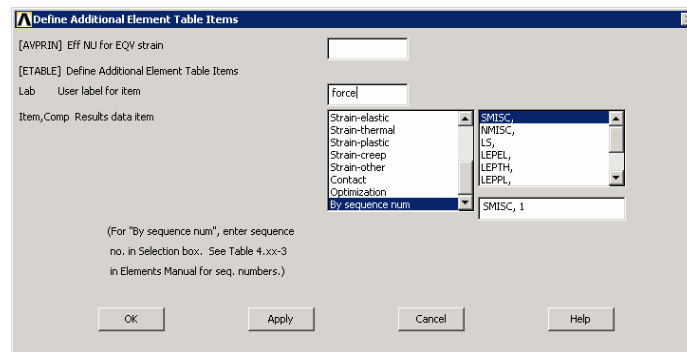 Define Additional Element Table Items
[AVPRIN] Eff NU for EQV strain
[ETABLE] Define Additional Element Table Items
Lab User label for item force
Item,Comp Results data item
Strain-elastic
Strain-thermal
Strain-plastic
Strain-creep
Strain-other
Contact
Optimization
By sequence num
SMISC,
NMISC,
LS,
LEPEL,
LEPTH,
LEPPL,
SMISC, 1
(For "By sequence num", enter sequence
no. in Selection box. See Table 4.xx-3
in Elements Manual for seq. numbers.)
OK Apply Cancel Help